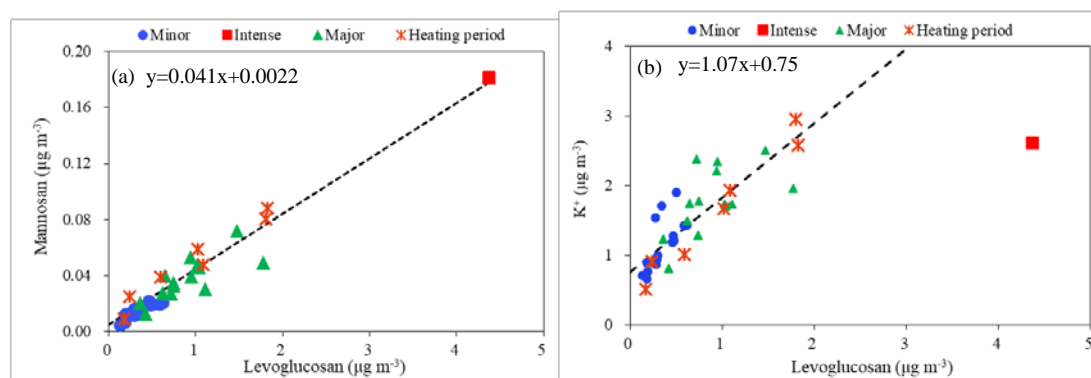 Minor Intense Major Heating period
(a) y=0.041x+0.0022
0.20
0.16
0.12
0.08
0.04
0.00
Mannosan (µg m⁻³)
0 1 2 3 4 5
Levoglucosan (µg m⁻³)
Minor Intense Major Heating period
(b) y=1.07x+0.75
4
3
2
1
0
K⁺ (µg m⁻³)
0 1 2 3 4 5
Levoglucosan (µg m⁻³)